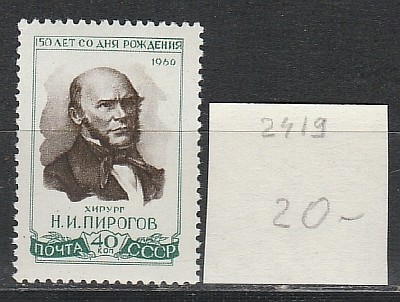 150 ЛЕТ СО ДНЯ РОЖДЕНИЯ
1960
ХИРУРГ
Н.И.ПИРОГОВ
ПОЧТА 40 КОП. СССР
2419
20-